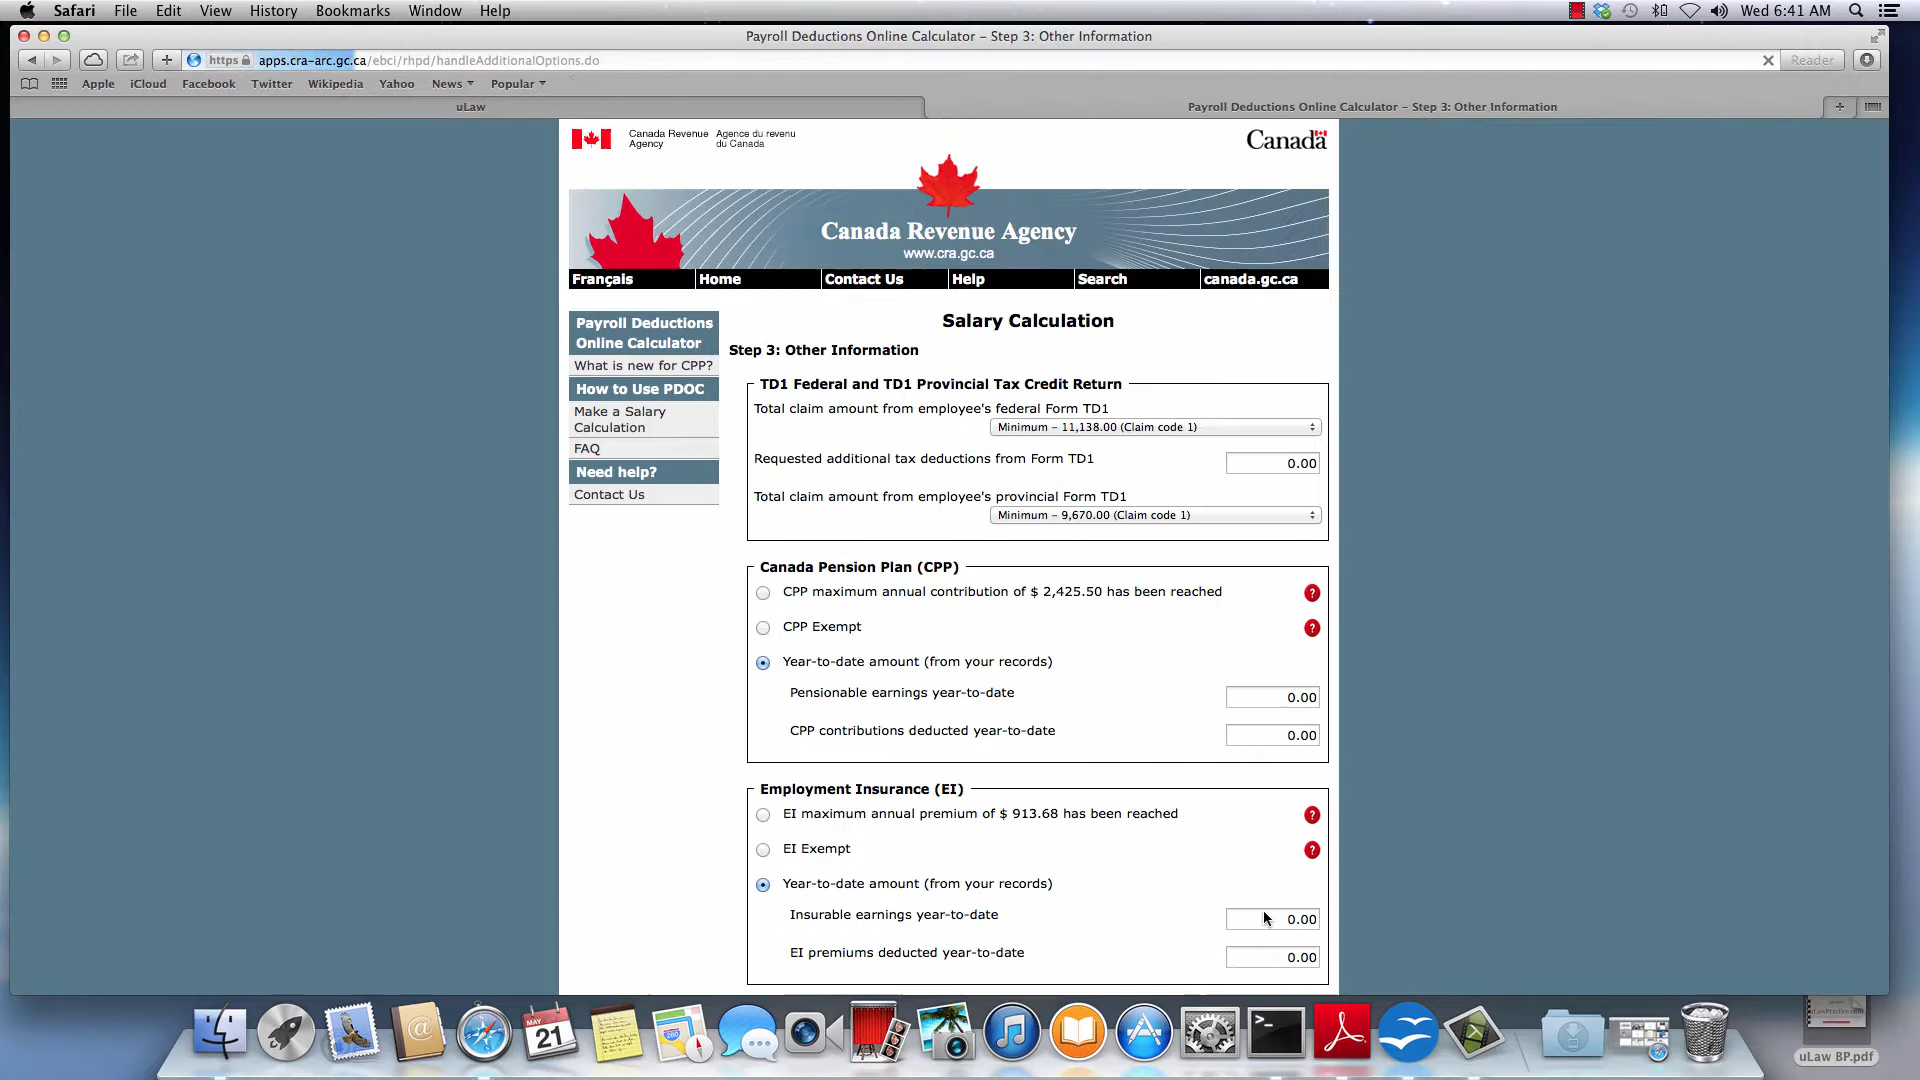 Safari File Edit View History Bookmarks Window Help Wed 6:41 AM
Payroll Deductions Online Calculator – Step 3: Other Information
https apps.cra-arc.gc.ca/ebci/rhpd/handleAdditionalOptions.do Reader
Apple iCloud Facebook Twitter Wikipedia Yahoo News Popular
uLaw Payroll Deductions Online Calculator – Step 3: Other Information
Canada Revenue Agence du revenu
Agency du Canada
Canada
Canada Revenue Agency
www.cra.gc.ca
Français Home Contact Us Help Search canada.gc.ca
Payroll Deductions
Online Calculator
What is new for CPP?
How to Use PDOC
Make a Salary
Calculation
FAQ
Need help?
Contact Us
Salary Calculation
Step 3: Other Information
TD1 Federal and TD1 Provincial Tax Credit Return
Total claim amount from employee's federal Form TD1
Minimum – 11,138.00 (Claim code 1)
Requested additional tax deductions from Form TD1 0.00
Total claim amount from employee's provincial Form TD1
Minimum – 9,670.00 (Claim code 1)
Canada Pension Plan (CPP)
CPP maximum annual contribution of $ 2,425.50 has been reached ?
CPP Exempt ?
Year-to-date amount (from your records)
Pensionable earnings year-to-date 0.00
CPP contributions deducted year-to-date 0.00
Employment Insurance (EI)
EI maximum annual premium of $ 913.68 has been reached ?
EI Exempt ?
Year-to-date amount (from your records)
Insurable earnings year-to-date 0.00
EI premiums deducted year-to-date 0.00
MAY
21
uLaw BP.pdf